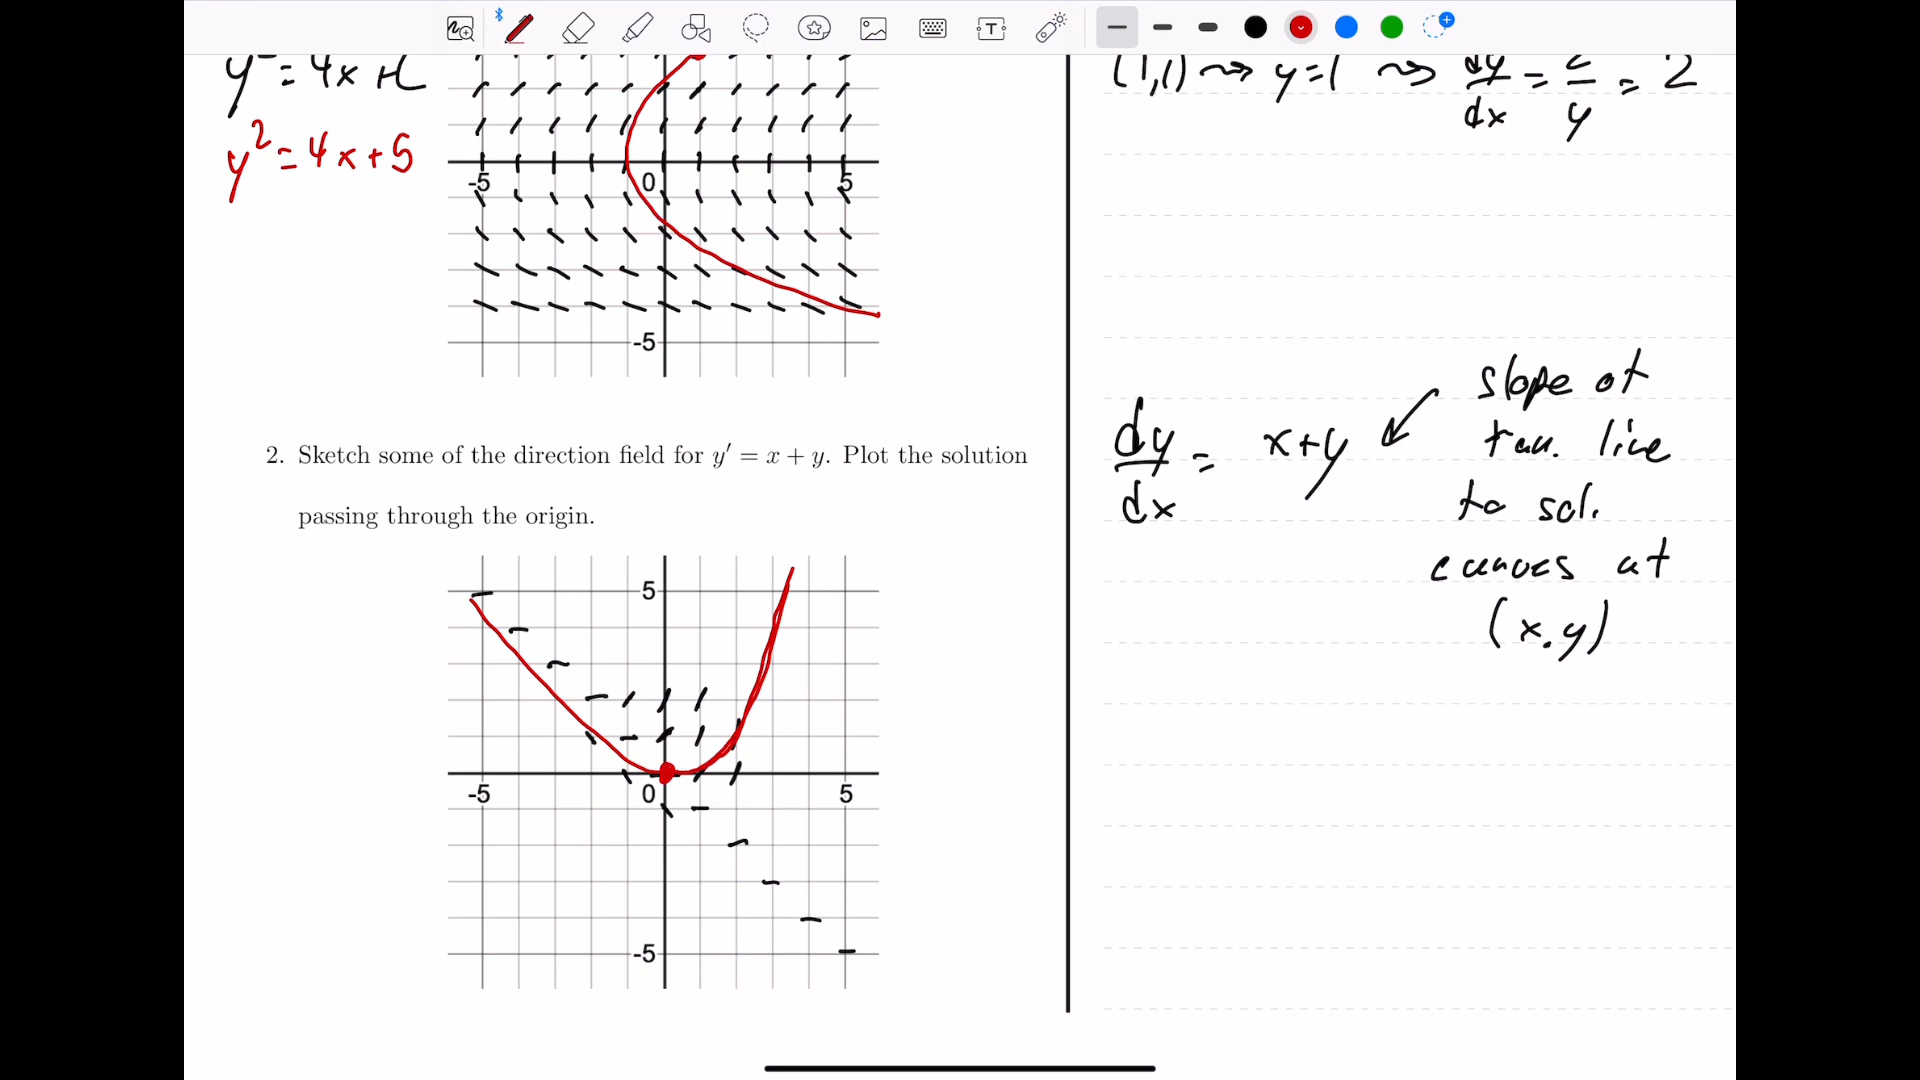 y² = 4x + C
y² = 4x + 5
-5
0
5
-5
2. Sketch some of the direction field for y′ = x + y. Plot the solution
passing through the origin.
5
-5
0
5
-5
(1,1) ⇝ y=1 ⇝ dy/dx = 2/y = 2
dy/dx = x+y
slope of
tan. line
to sol.
curves at
(x,y)
T